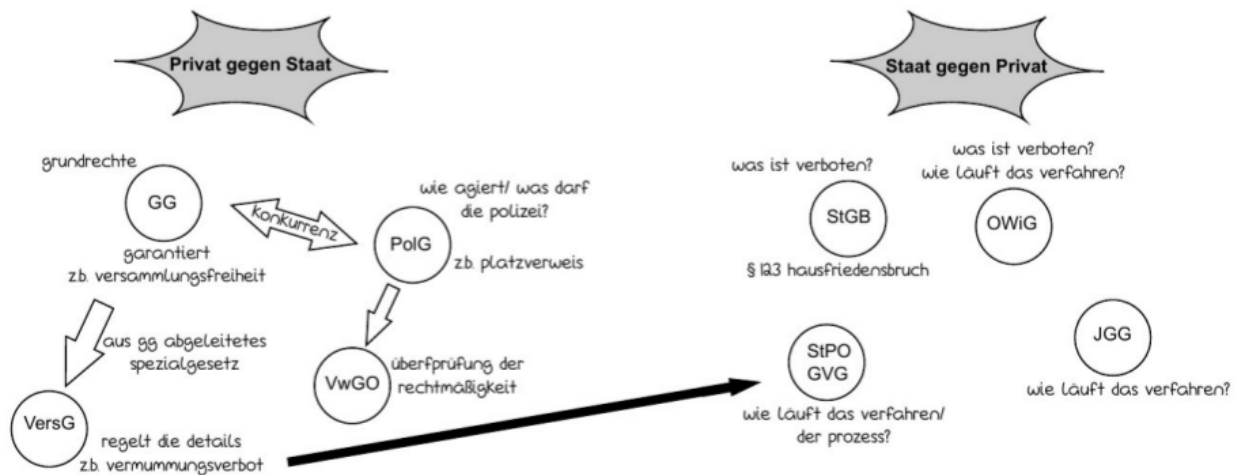 Privat gegen Staat
grundrechte
GG
garantiert
z.b. versammlungsfreiheit
konkurrenz
wie agiert/ was darf
die polizei?
PolG
z.b. platzverweis
aus gg abgeleitetes
spezialgesetz
VwGO
überfprüfung der
rechtmäßigkeit
VersG
regelt die details
z.b. vermummungsverbot
Staat gegen Privat
was ist verboten?
StGB
§ 123 hausfriedensbruch
was ist verboten?
wie läuft das verfahren?
OWiG
StPO
GVG
wie läuft das verfahren/
der prozess?
JGG
wie läuft das verfahren?